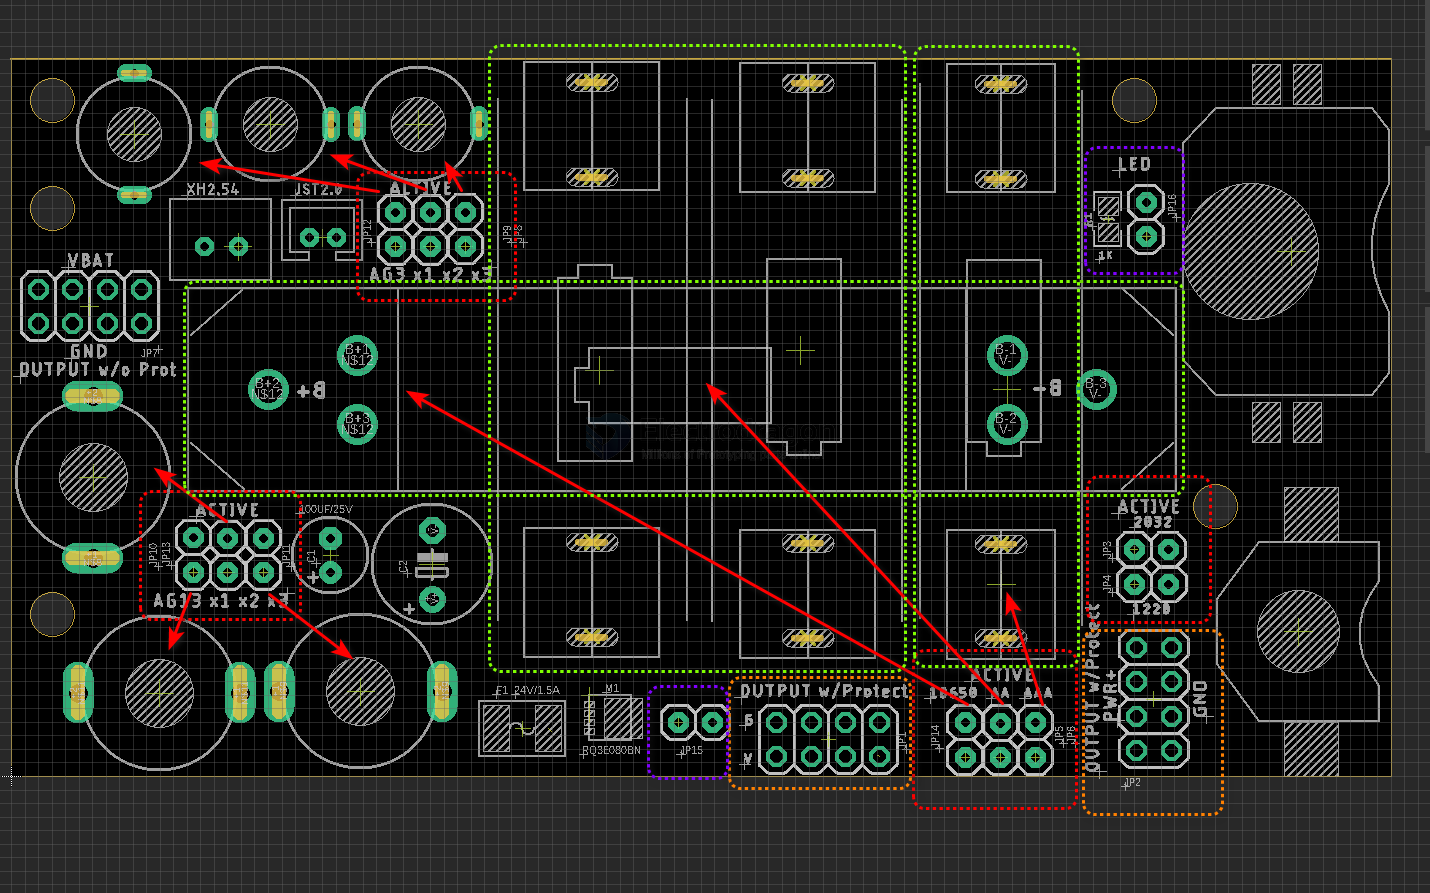 LED
JP16
R1
1K
XH2.54
JST2.0
ACTIVE
JP12
JP9
JP8
AG3 x1 x2 x3
VBAT
GND
JP7
OUTPUT w/o Prot
B+1
N$12
B+2
N$12
B+3
N$12
B+
B-1
V-
B-2
V-
B-3
V-
B-
ACTIVE
JP10
JP13
JP11
AG13 x1 x2 x3
100UF/25V
C1
+
C2
+
ACTIVE
2032
JP3
JP4
1220
F1 24V/1.5A
M1
RQ3E080BN
JP15
OUTPUT w/Protect
G
V
JP1
ACTIVE
18650 AA AAA
JP14
JP5
JP6
OUTPUT w/Protect
PWR+
GND
JP2